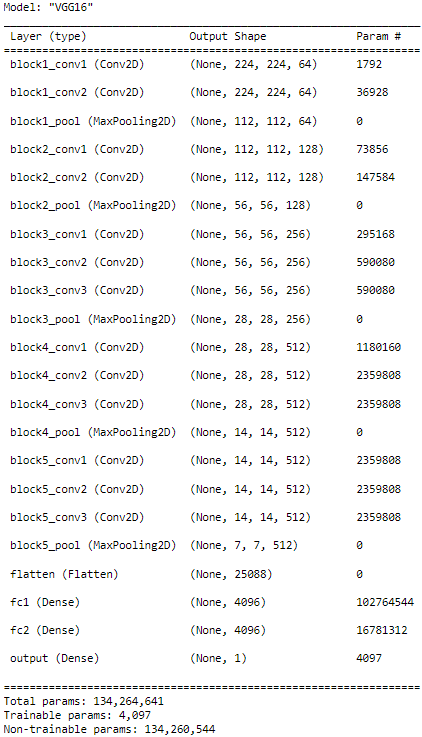 Model: "VGG16"
Layer (type) Output Shape Param #
block1_conv1 (Conv2D) (None, 224, 224, 64) 1792
block1_conv2 (Conv2D) (None, 224, 224, 64) 36928
block1_pool (MaxPooling2D) (None, 112, 112, 64) 0
block2_conv1 (Conv2D) (None, 112, 112, 128) 73856
block2_conv2 (Conv2D) (None, 112, 112, 128) 147584
block2_pool (MaxPooling2D) (None, 56, 56, 128) 0
block3_conv1 (Conv2D) (None, 56, 56, 256) 295168
block3_conv2 (Conv2D) (None, 56, 56, 256) 590080
block3_conv3 (Conv2D) (None, 56, 56, 256) 590080
block3_pool (MaxPooling2D) (None, 28, 28, 256) 0
block4_conv1 (Conv2D) (None, 28, 28, 512) 1180160
block4_conv2 (Conv2D) (None, 28, 28, 512) 2359808
block4_conv3 (Conv2D) (None, 28, 28, 512) 2359808
block4_pool (MaxPooling2D) (None, 14, 14, 512) 0
block5_conv1 (Conv2D) (None, 14, 14, 512) 2359808
block5_conv2 (Conv2D) (None, 14, 14, 512) 2359808
block5_conv3 (Conv2D) (None, 14, 14, 512) 2359808
block5_pool (MaxPooling2D) (None, 7, 7, 512) 0
flatten (Flatten) (None, 25088) 0
fc1 (Dense) (None, 4096) 102764544
fc2 (Dense) (None, 4096) 16781312
output (Dense) (None, 1) 4097
Total params: 134,264,641
Trainable params: 4,097
Non-trainable params: 134,260,544